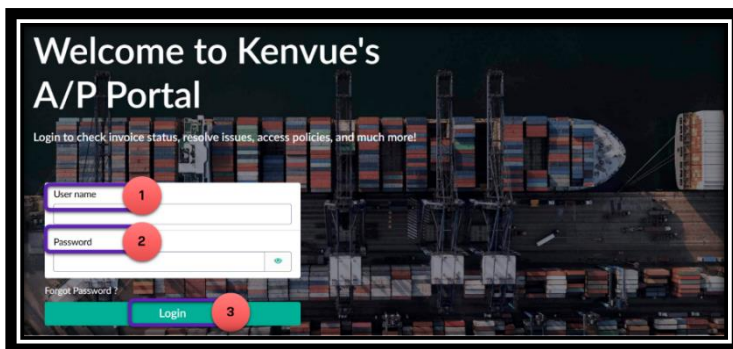 Welcome to Kenvue's
A/P Portal
Login to check invoice status, resolve issues, access policies, and much more!
User name
1
Password
2
Forgot Password ?
Login
3